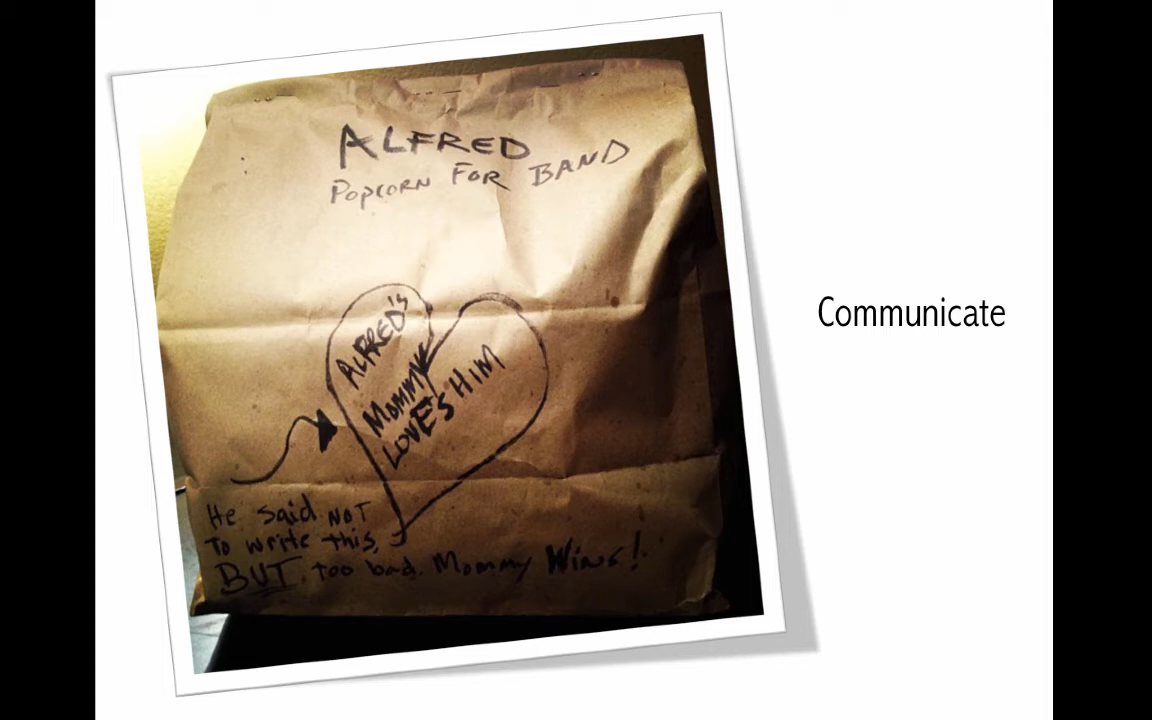 ALFRED
POPCORN FOR BAND
ALFRED'S
MOMMY
LOVES HIM
He said NOT
To write this,
BUT too bad. Mommy Wins!
Communicate